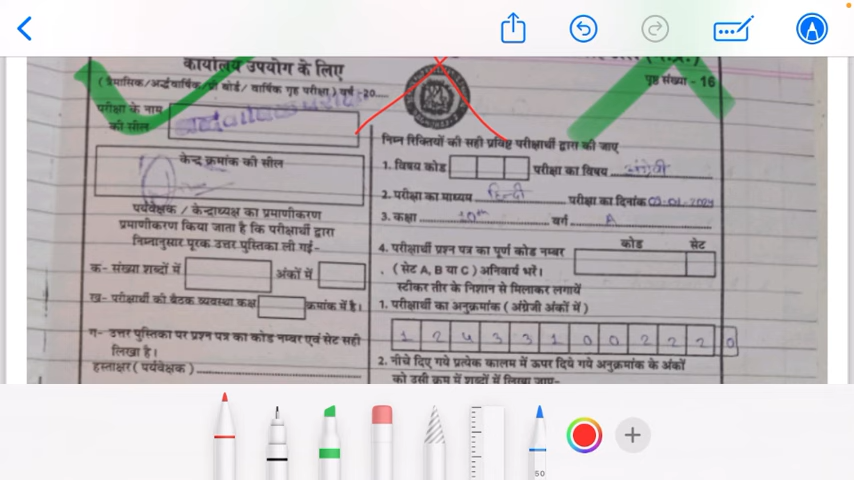 कार्यालय उपयोग के लिए
( त्रैमासिक/अर्द्धवार्षिक/प्री बोर्ड/ वार्षिक गृह परीक्षा ) वर्ष -20
पृष्ठ संख्या - 16
परीक्षा के नाम
की सील
केन्द्र क्रमांक की सील
पर्यवेक्षक / केन्द्राध्यक्ष का प्रमाणीकरण
प्रमाणीकरण किया जाता है कि परीक्षार्थी द्वारा
निम्नानुसार पूरक उत्तर पुस्तिका ली गई-
क- संख्या शब्दों में अंकों में
ख- परीक्षार्थी की बैठक व्यवस्था कक्ष क्रमांक में है।
ग- उत्तर पुस्तिका पर प्रश्न पत्र का कोड नम्बर एवं सेट सही
लिखा है।
हस्ताक्षर ( पर्यवेक्षक )
निम्न रिक्तियों की सही प्रविष्ट परीक्षार्थी द्वारा की जाए
1. विषय कोड परीक्षा का विषय अंग्रेजी
2. परीक्षा का माध्यम हिन्दी परीक्षा का दिनांक 09-01-2024
3. कक्षा 10th वर्ग A
कोड सेट
4. परीक्षार्थी प्रश्न पत्र का पूर्ण कोड नम्बर
. ( सेट A, B या C ) अनिवार्य भरें।
स्टीकर तीर के निशान से मिलाकर लगायें
1. परीक्षार्थी का अनुक्रमांक ( अंग्रेजी अंकों में )
1 2 4 3 3 1 0 0 2 2 2 0
2. नीचे दिए गये प्रत्येक कालम में ऊपर दिये गये अनुक्रमांक के अंकों
को उसी क्रम में शब्दों में लिखा जाए-
50